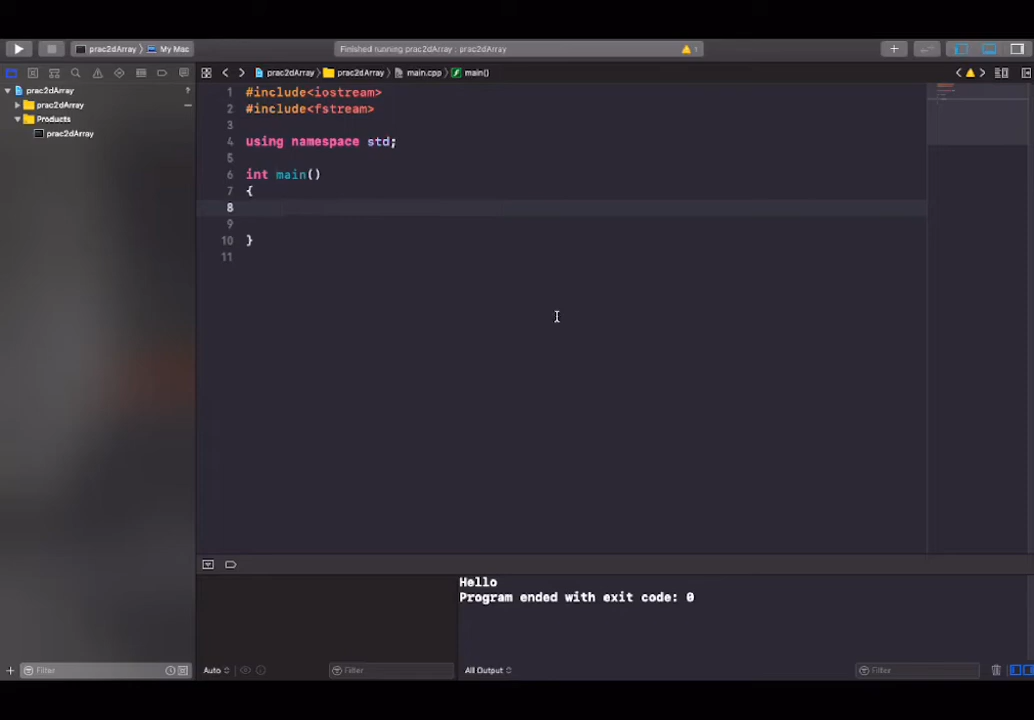 prac2dArray > My Mac
Finished running prac2dArray : prac2dArray
1
prac2dArray > prac2dArray > main.cpp > main()
prac2dArray
?
prac2dArray
Products
prac2dArray
1 #include<iostream>
2 #include<fstream>
3
4 using namespace std;
5
6 int main()
7 {
8
9
10 }
11
Hello
Program ended with exit code: 0
Filter
Auto
Filter
All Output
Filter